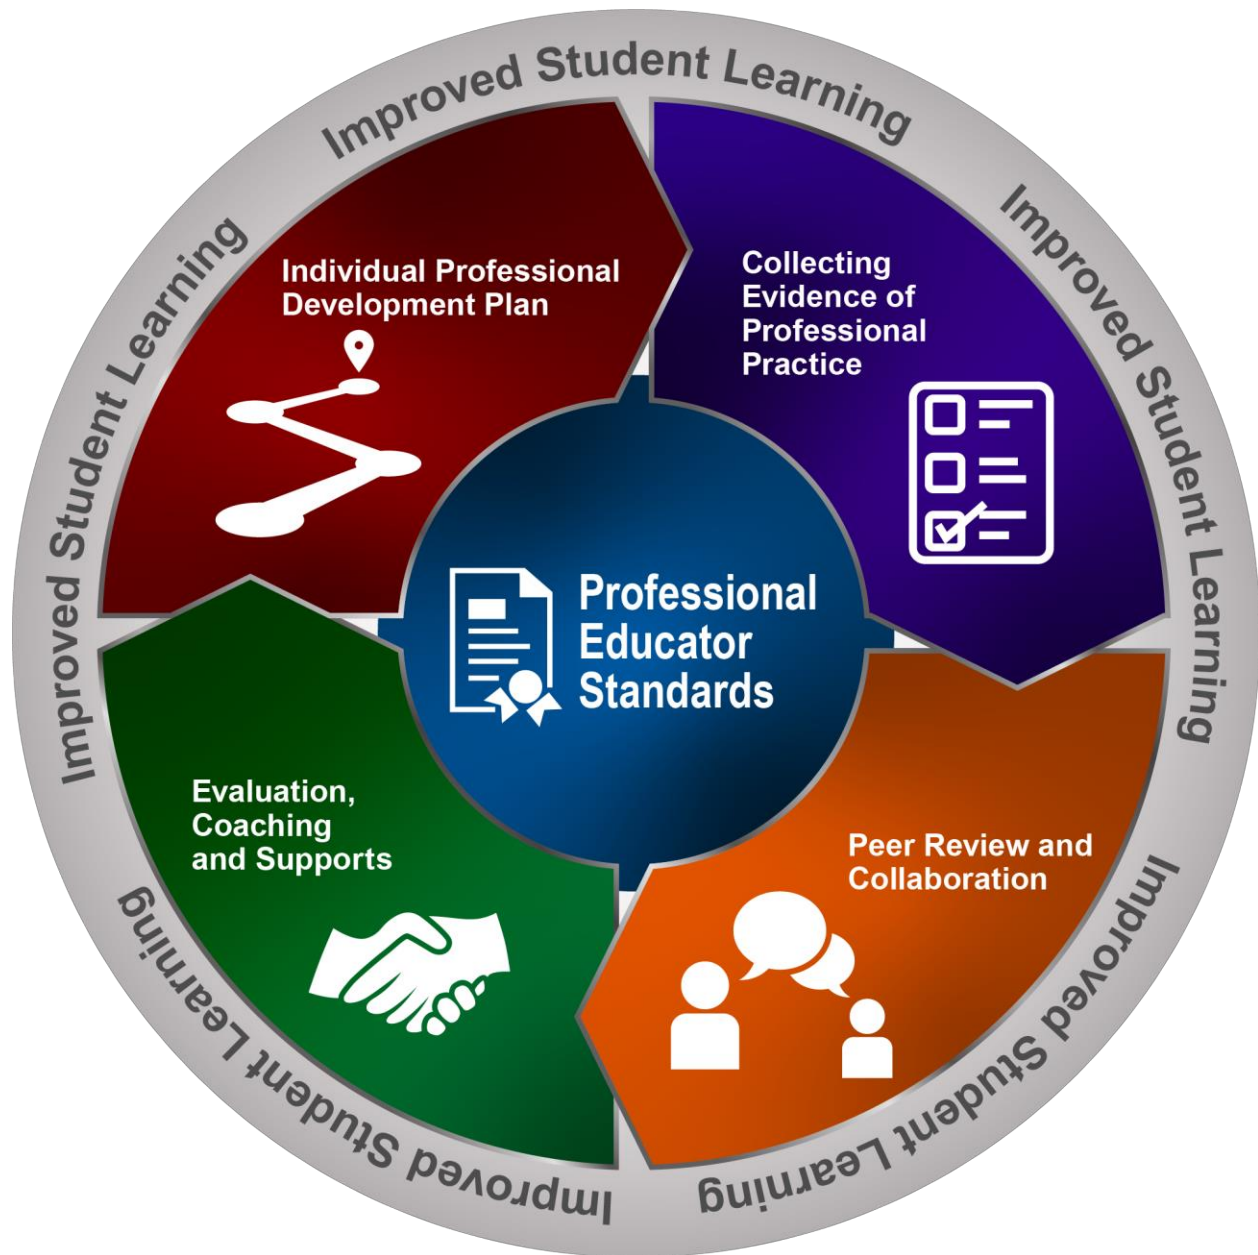 Improved Student Learning
Improved Student Learning
Improved Student Learning
Improved Student Learning
Improved Student Learning
Individual Professional
Development Plan
Collecting
Evidence of
Professional
Practice
Peer Review and
Collaboration
Evaluation,
Coaching
and Supports
Professional
Educator
Standards